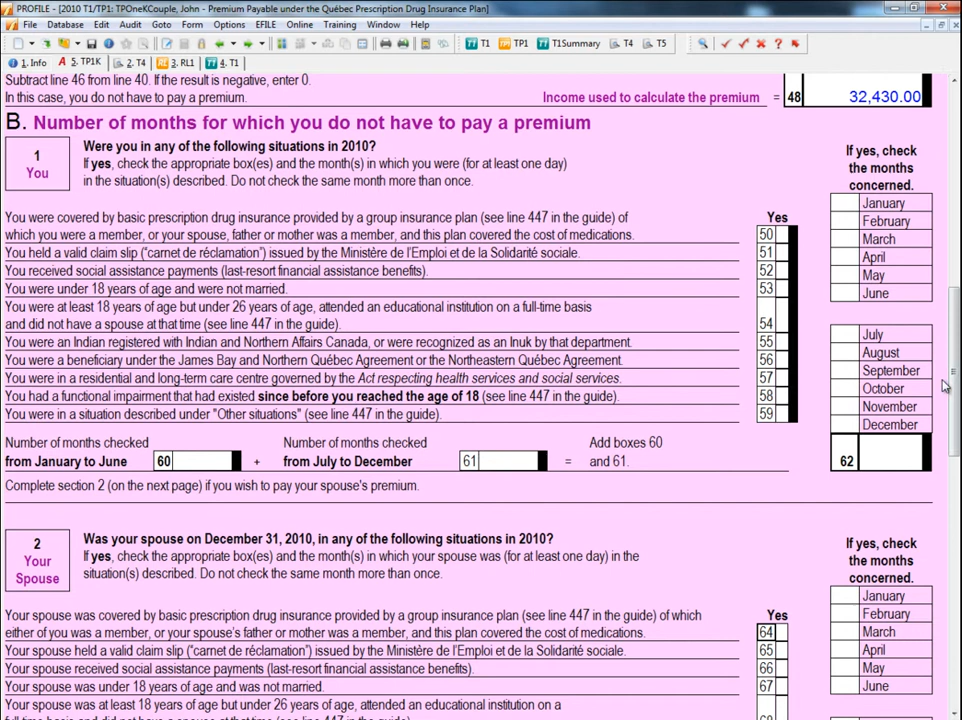 PROFILE - [2010 T1/TP1: TPOneKCouple, John - Premium Payable under the Québec Prescription Drug Insurance Plan]
File Database Edit Audit Goto Form Options EFILE Online Training Window Help
T1 TP1 T1Summary T4 T5
1. Info 5. TP1K 2. T4 3. RL1 4. T1
Subtract line 46 from line 40. If the result is negative, enter 0.
In this case, you do not have to pay a premium. Income used to calculate the premium = 48 32,430.00
B. Number of months for which you do not have to pay a premium
1
You
Were you in any of the following situations in 2010?
If yes, check the appropriate box(es) and the month(s) in which you were (for at least one day)
in the situation(s) described. Do not check the same month more than once.
If yes, check
the months
concerned.
January
February
March
April
May
June
July
August
September
October
November
December
62
Yes
You were covered by basic prescription drug insurance provided by a group insurance plan (see line 447 in the guide) of
which you were a member, or your spouse, father or mother was a member, and this plan covered the cost of medications. 50
You held a valid claim slip (“carnet de réclamation”) issued by the Ministère de l'Emploi et de la Solidarité sociale. 51
You received social assistance payments (last-resort financial assistance benefits). 52
You were under 18 years of age and were not married. 53
You were at least 18 years of age but under 26 years of age, attended an educational institution on a full-time basis
and did not have a spouse at that time (see line 447 in the guide). 54
You were an Indian registered with Indian and Northern Affairs Canada, or were recognized as an Inuk by that department. 55
You were a beneficiary under the James Bay and Northern Québec Agreement or the Northeastern Québec Agreement. 56
You were in a residential and long-term care centre governed by the Act respecting health services and social services. 57
You had a functional impairment that had existed since before you reached the age of 18 (see line 447 in the guide). 58
You were in a situation described under "Other situations" (see line 447 in the guide). 59
Number of months checked Number of months checked Add boxes 60
from January to June 60 + from July to December 61 = and 61.
Complete section 2 (on the next page) if you wish to pay your spouse's premium.
2
Your
Spouse
Was your spouse on December 31, 2010, in any of the following situations in 2010?
If yes, check the appropriate box(es) and the month(s) in which your spouse was (for at least one day) in the
situation(s) described. Do not check the same month more than once.
If yes, check
the months
concerned.
January
February
March
April
May
June
Yes
Your spouse was covered by basic prescription drug insurance provided by a group insurance plan (see line 447 in the guide) of which
either of you was a member, or your spouse's father or mother was a member, and this plan covered the cost of medications. 64
Your spouse held a valid claim slip (“carnet de réclamation”) issued by the Ministère de l'Emploi et de la Solidarité sociale. 65
Your spouse received social assistance payments (last-resort financial assistance benefits). 66
Your spouse was under 18 years of age and was not married. 67
Your spouse was at least 18 years of age but under 26 years of age, attended an educational institution on a